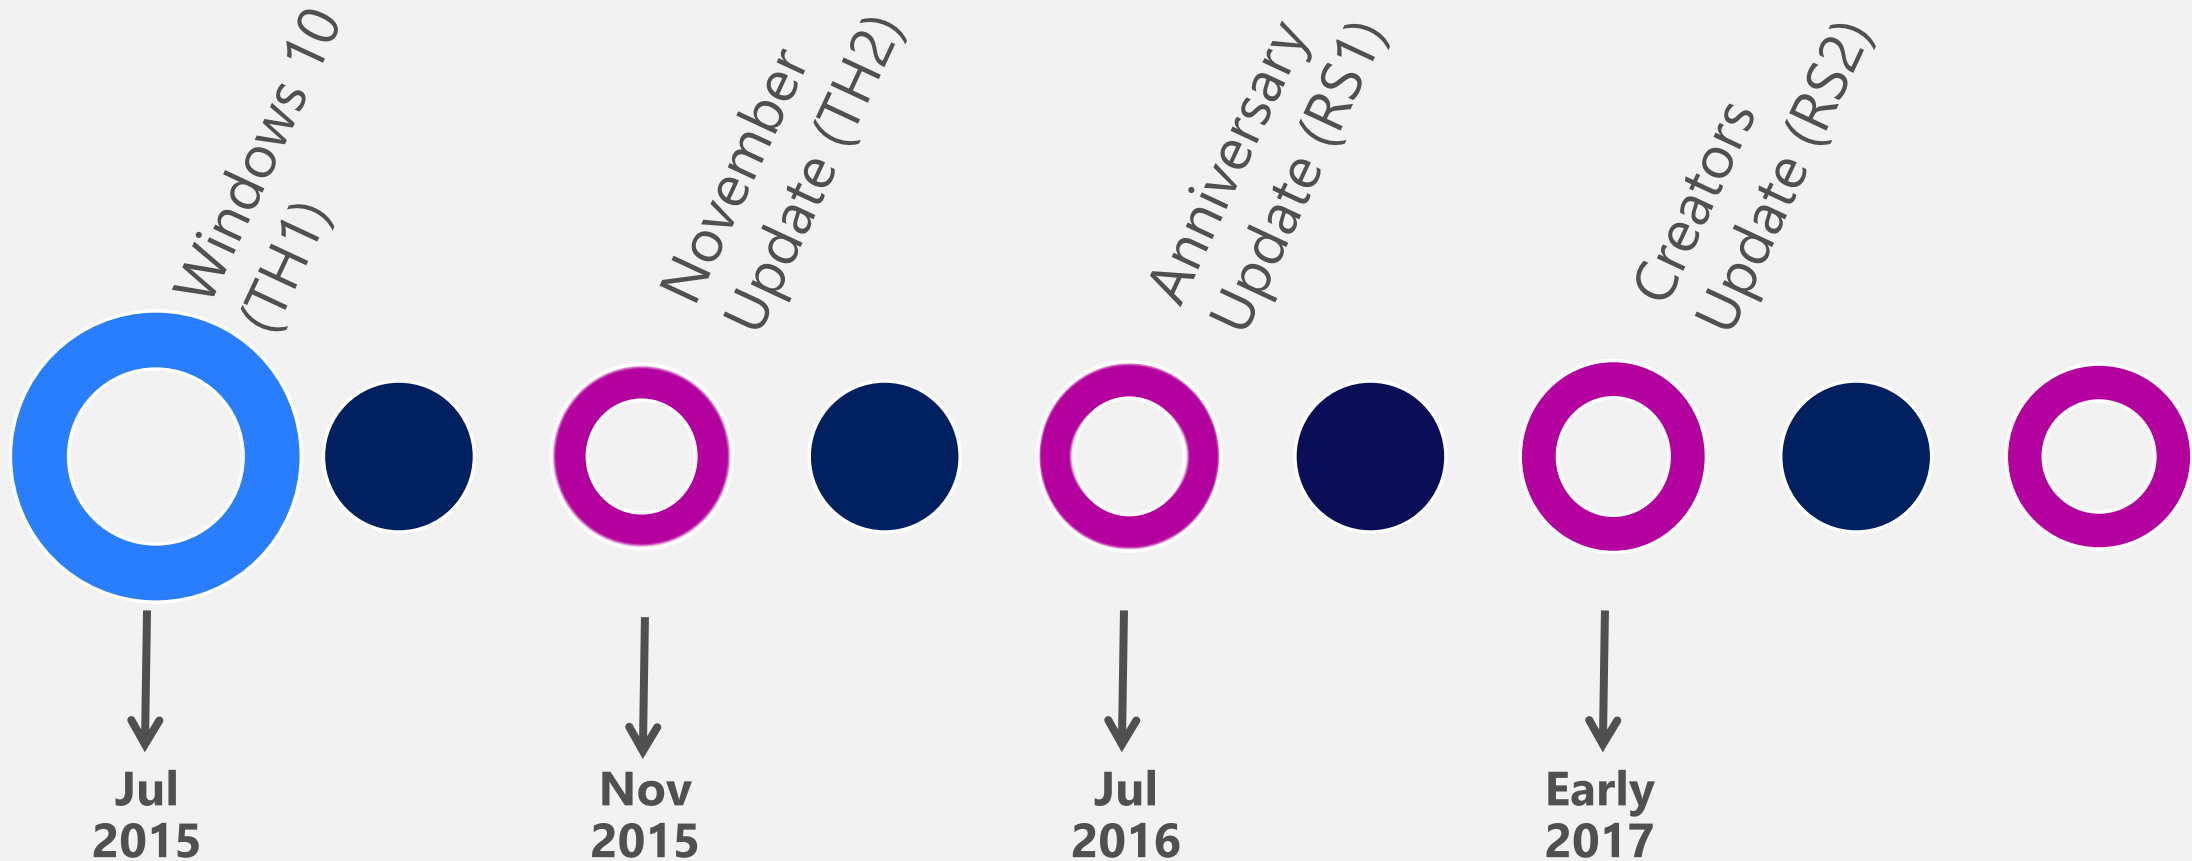 Windows 10
(TH1)
November
Update (TH2)
Anniversary
Update (RS1)
Creators
Update (RS2)
Jul
2015
Nov
2015
Jul
2016
Early
2017